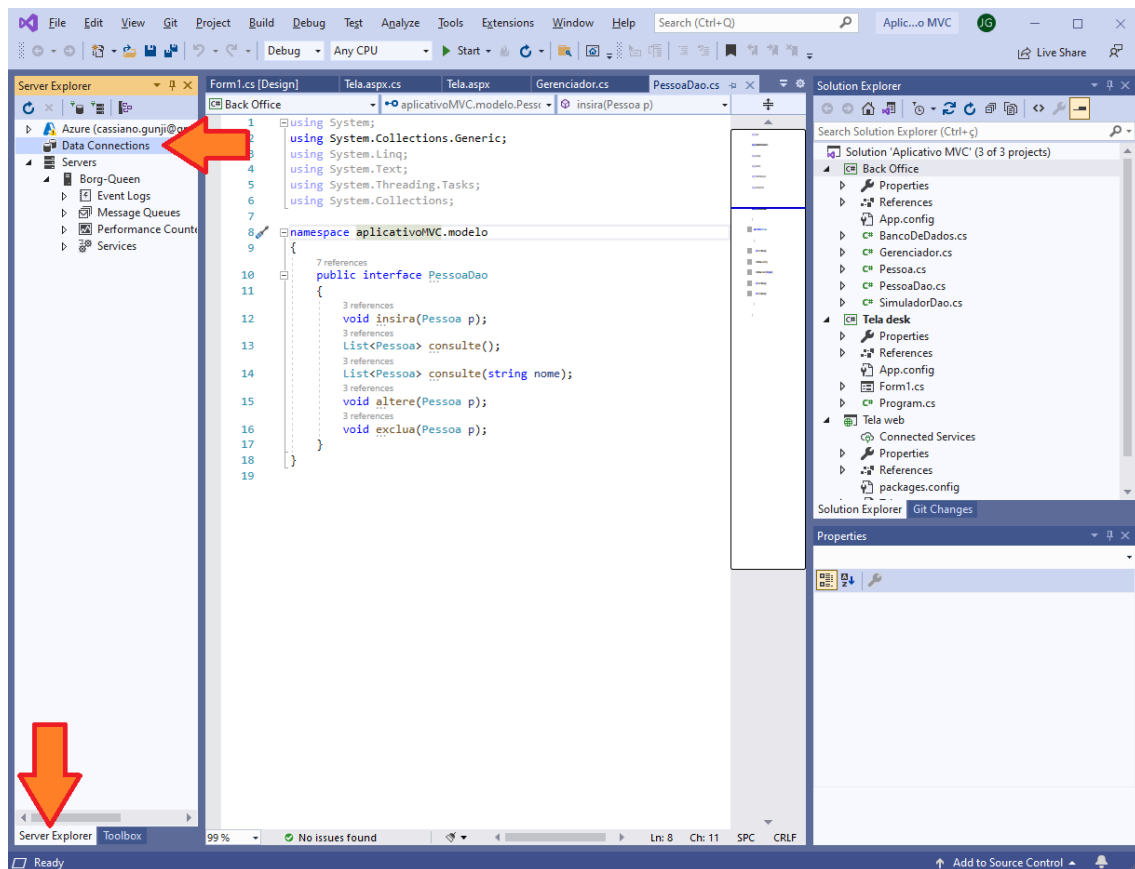 File Edit View Git Project Build Debug Test Analyze Tools Extensions Window Help Search (Ctrl+Q) Aplic...o MVC JG
Debug Any CPU Start Live Share
Server Explorer
Azure (cassiano.gunji@
Data Connections
Servers
Borg-Queen
Event Logs
Message Queues
Performance Counte
Services
Server Explorer Toolbox
Form1.cs [Design] Tela.aspx.cs Tela.aspx Gerenciador.cs PessoaDao.cs
Back Office aplicativoMVC.modelo.Pessc insira(Pessoa p)
1 using System;
2 using System.Collections.Generic;
3 using System.Linq;
4 using System.Text;
5 using System.Threading.Tasks;
6 using System.Collections;
7
8 namespace aplicativoMVC.modelo
9 {
7 references
10 public interface PessoaDao
11 {
3 references
12 void insira(Pessoa p);
3 references
13 List<Pessoa> consulte();
3 references
14 List<Pessoa> consulte(string nome);
3 references
15 void altere(Pessoa p);
3 references
16 void exclua(Pessoa p);
17 }
18 }
19
99 % No issues found Ln: 8 Ch: 11 SPC CRLF
Solution Explorer
Search Solution Explorer (Ctrl+ç)
Solution 'Aplicativo MVC' (3 of 3 projects)
Back Office
Properties
References
App.config
C# BancoDeDados.cs
C# Gerenciador.cs
C# Pessoa.cs
C# PessoaDao.cs
C# SimuladorDao.cs
Tela desk
Properties
References
App.config
Form1.cs
C# Program.cs
Tela web
Connected Services
Properties
References
packages.config
Solution Explorer Git Changes
Properties
Ready Add to Source Control